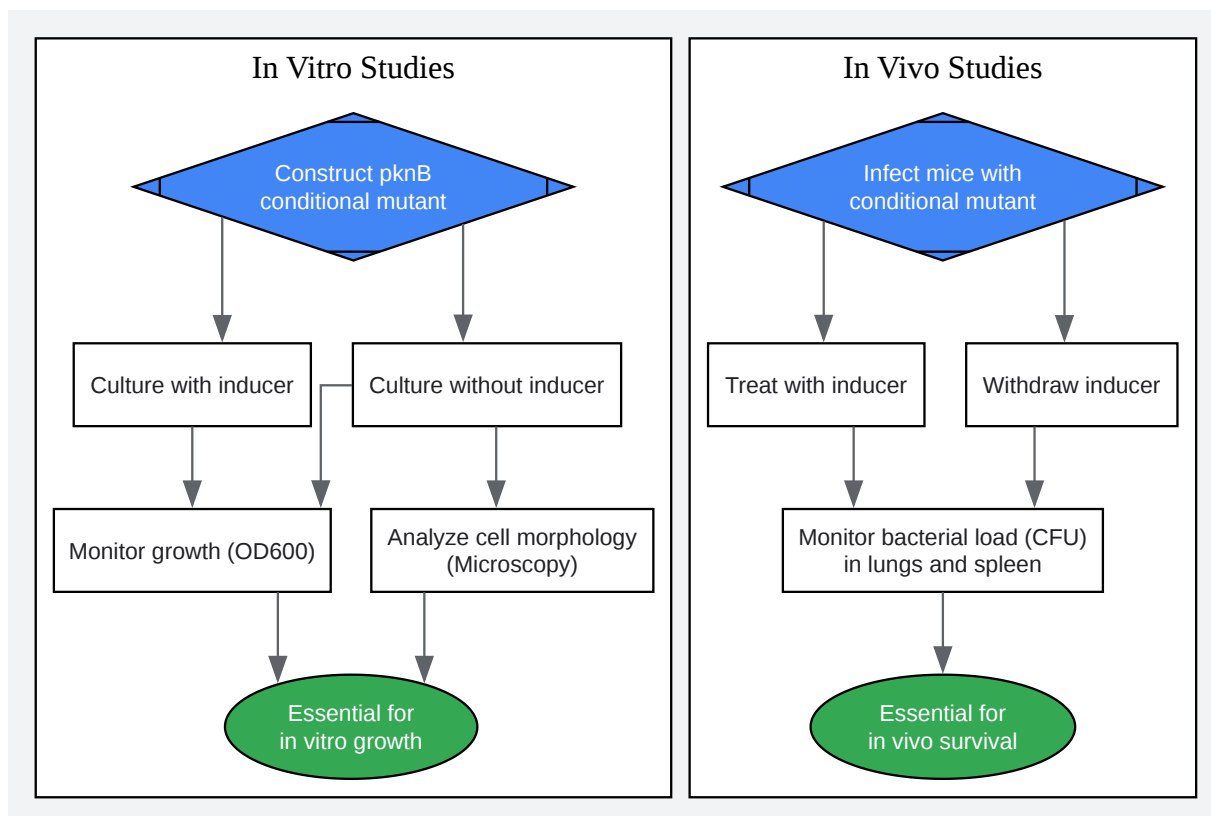 In Vitro Studies
Construct pknB
conditional mutant
Culture with inducer
Culture without inducer
Monitor growth (OD600)
Analyze cell morphology
(Microscopy)
Essential for
in vitro growth
In Vivo Studies
Infect mice with
conditional mutant
Treat with inducer
Withdraw inducer
Monitor bacterial load (CFU)
in lungs and spleen
Essential for
in vivo survival